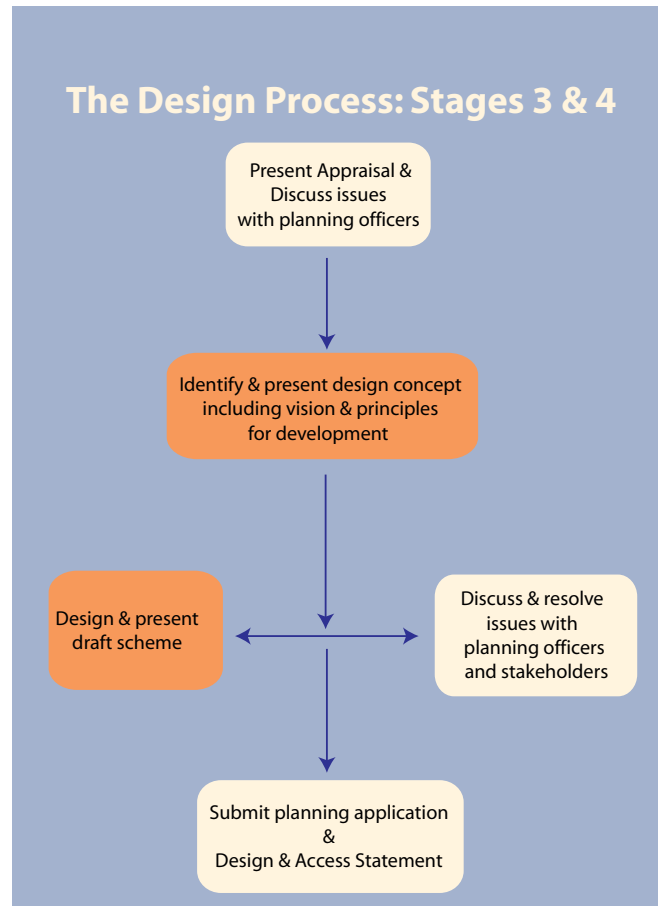 The Design Process: Stages 3 & 4
Present Appraisal &
Discuss issues
with planning officers
Identify & present design concept
including vision & principles
for development
Design & present
draft scheme
Discuss & resolve
issues with
planning officers
and stakeholders
Submit planning application
&
Design & Access Statement